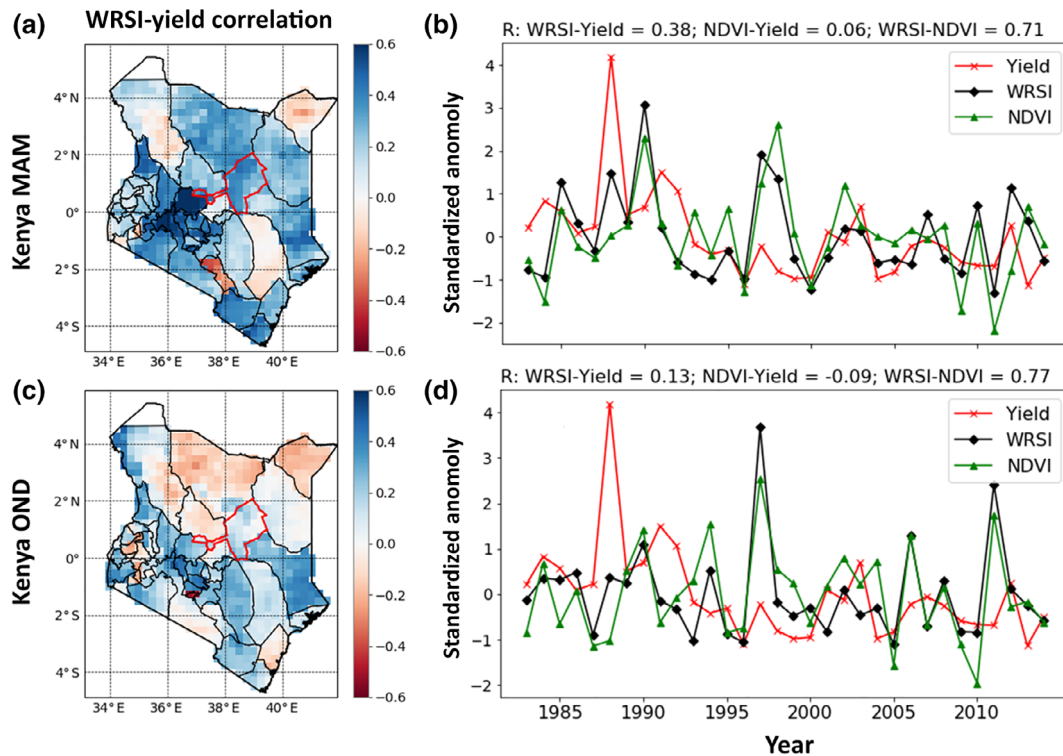 WRSI-yield correlation
(a)
Kenya MAM
4°N
2°N
0°
2°S
4°S
34°E 36°E 38°E 40°E
0.6
0.4
0.2
0.0
−0.2
−0.4
−0.6
(b)
R: WRSI-Yield = 0.38; NDVI-Yield = 0.06; WRSI-NDVI = 0.71
Standardized anomoly
4
3
2
1
0
−1
−2
Yield
WRSI
NDVI
(c)
Kenya OND
4°N
2°N
0°
2°S
4°S
34°E 36°E 38°E 40°E
0.6
0.4
0.2
0.0
−0.2
−0.4
−0.6
(d)
R: WRSI-Yield = 0.13; NDVI-Yield = -0.09; WRSI-NDVI = 0.77
Standardized anomoly
4
3
2
1
0
−1
−2
Yield
WRSI
NDVI
1985 1990 1995 2000 2005 2010
Year